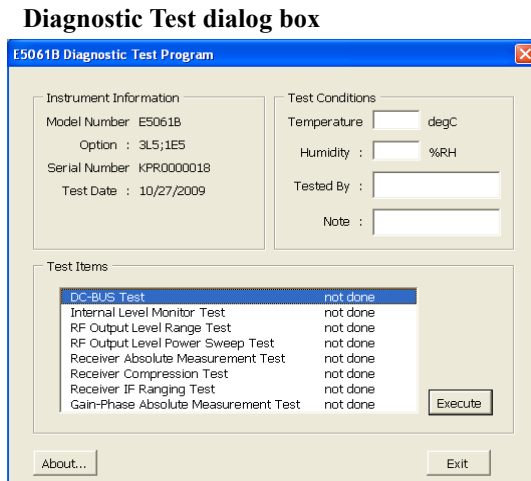 Diagnostic Test dialog box
E5061B Diagnostic Test Program
Instrument Information
Model Number E5061B
Option : 3L5;1E5
Serial Number KPR0000018
Test Date : 10/27/2009
Test Conditions
Temperature degC
Humidity : %RH
Tested By :
Note :
Test Items
DC-BUS Test not done
Internal Level Monitor Test not done
RF Output Level Range Test not done
RF Output Level Power Sweep Test not done
Receiver Absolute Measurement Test not done
Receiver Compression Test not done
Receiver IF Ranging Test not done
Gain-Phase Absolute Measurement Test not done
Execute
About... Exit